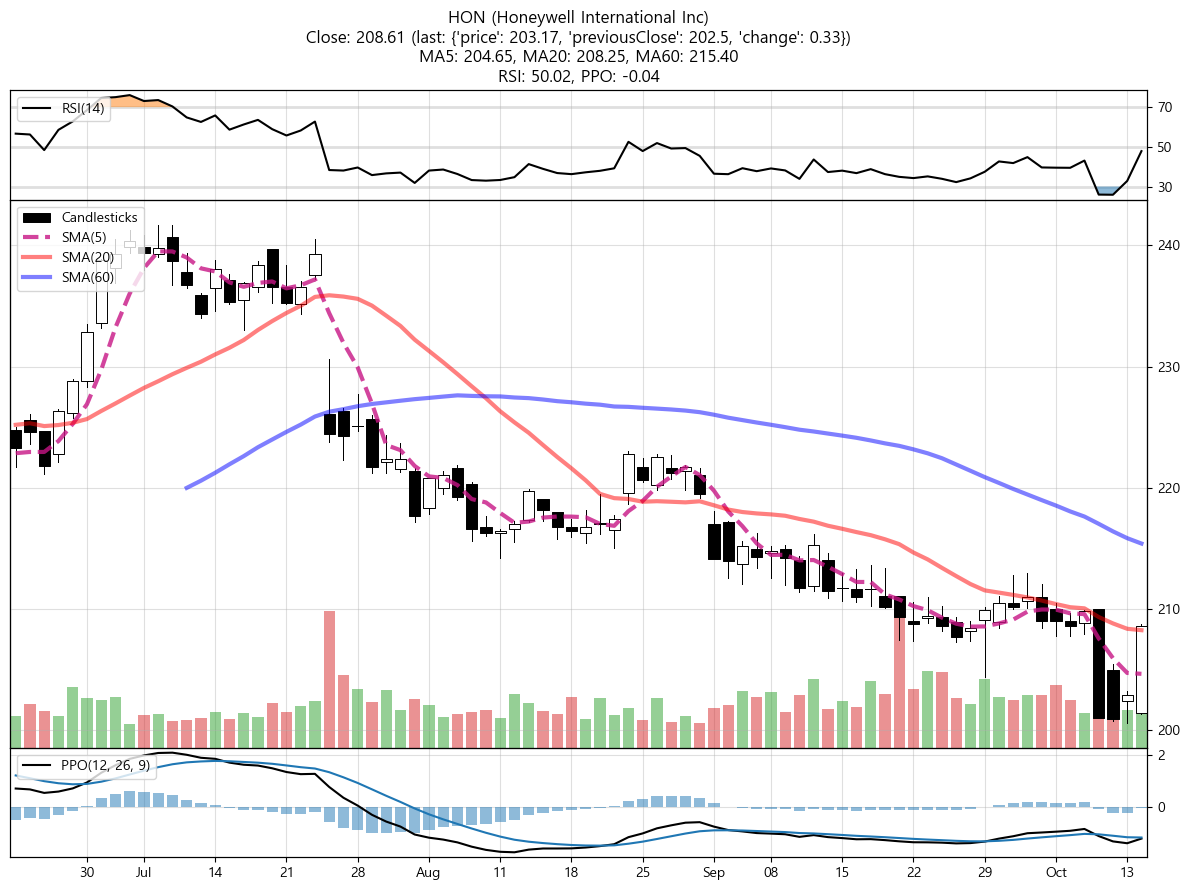 HON (Honeywell International Inc)
Close: 208.61 (last: {'price': 203.17, 'previousClose': 202.5, 'change': 0.33})
MA5: 204.65, MA20: 208.25, MA60: 215.40
RSI: 50.02, PPO: -0.04
RSI(14)
70
50
30
Candlesticks
SMA(5)
SMA(20)
SMA(60)
240
230
220
210
200
PPO(12, 26, 9)
2
0
30 Jul 14 21 28 Aug 11 18 25 Sep 08 15 22 29 Oct 13